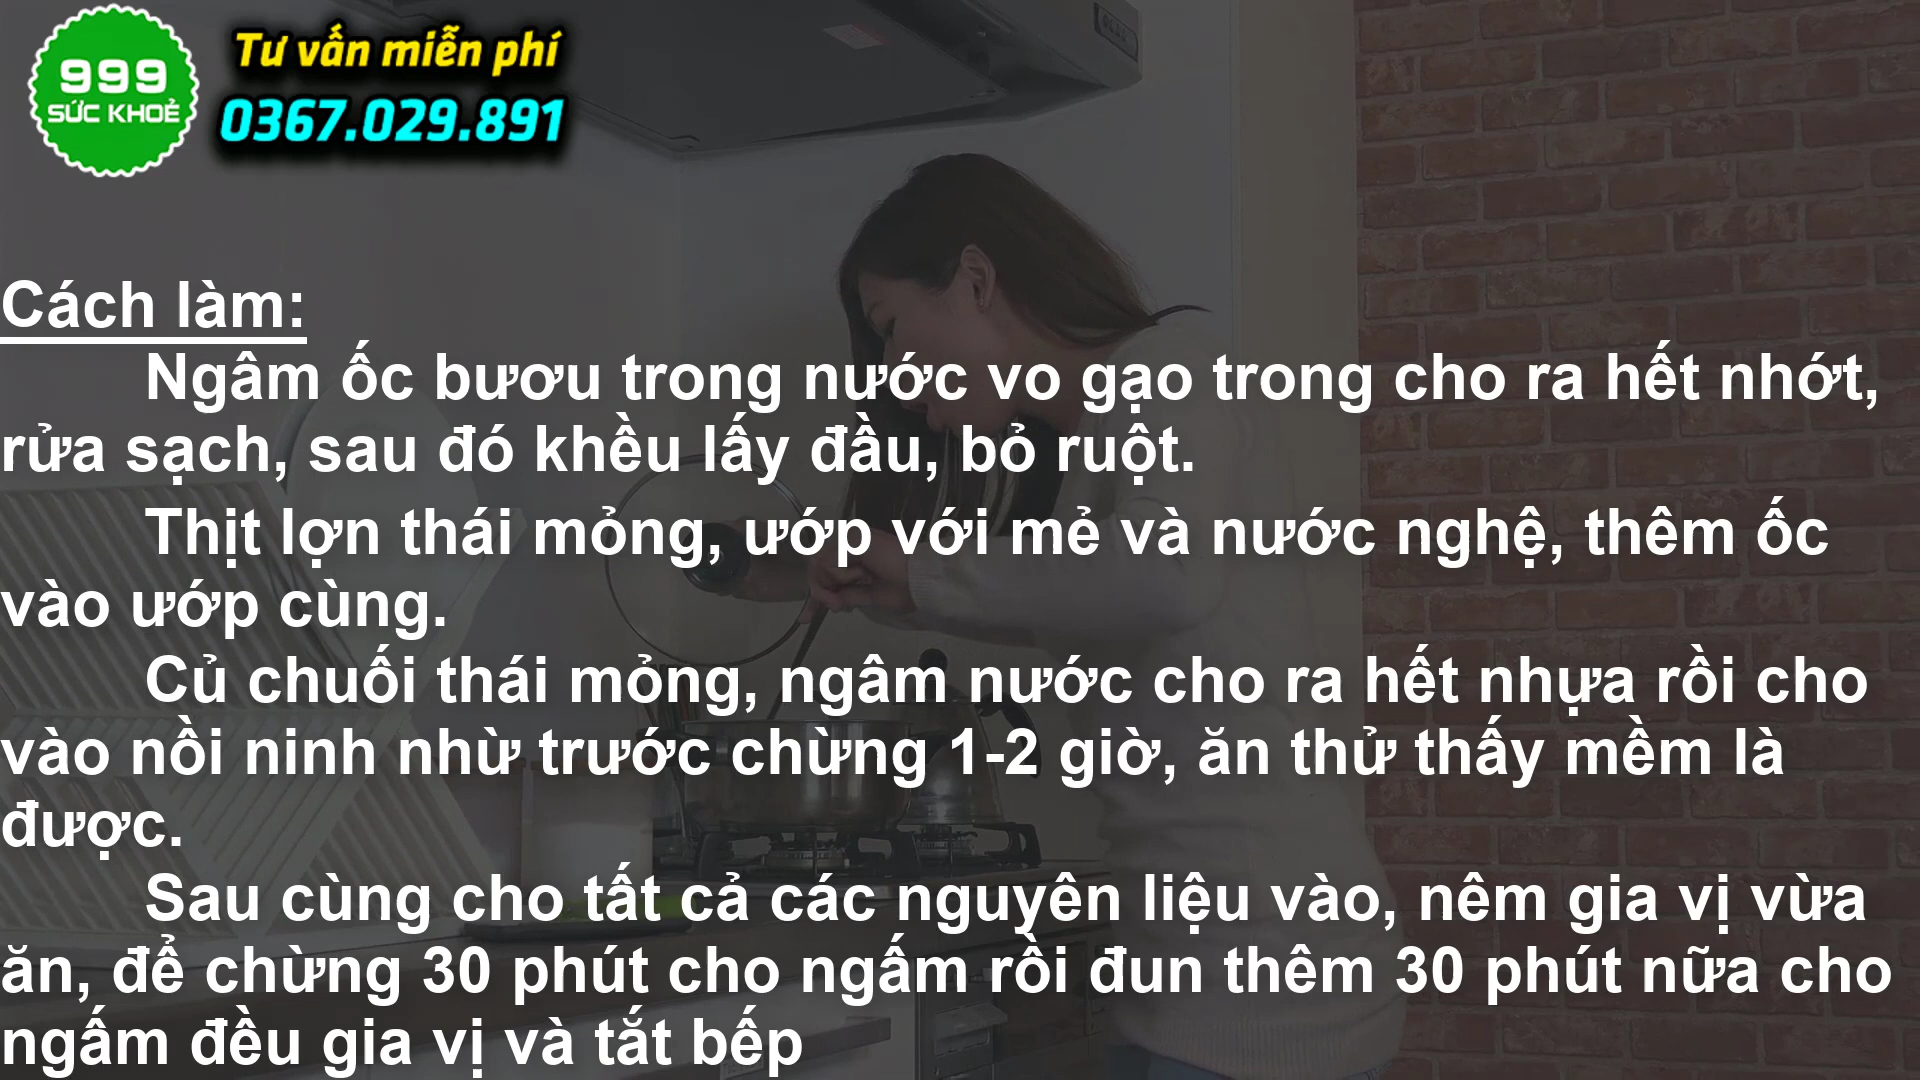 999
SỨC KHOẺ
Tư vấn miễn phí
0367.029.891
Cách làm:
Ngâm ốc bươu trong nước vo gạo trong cho ra hết nhớt,
rửa sạch, sau đó khều lấy đầu, bỏ ruột.
Thịt lợn thái mỏng, ướp với mẻ và nước nghệ, thêm ốc
vào ướp cùng.
Củ chuối thái mỏng, ngâm nước cho ra hết nhựa rồi cho
vào nồi ninh nhừ trước chừng 1-2 giờ, ăn thử thấy mềm là
được.
Sau cùng cho tất cả các nguyên liệu vào, nêm gia vị vừa
ăn, để chừng 30 phút cho ngấm rồi đun thêm 30 phút nữa cho
ngấm đều gia vị và tắt bếp